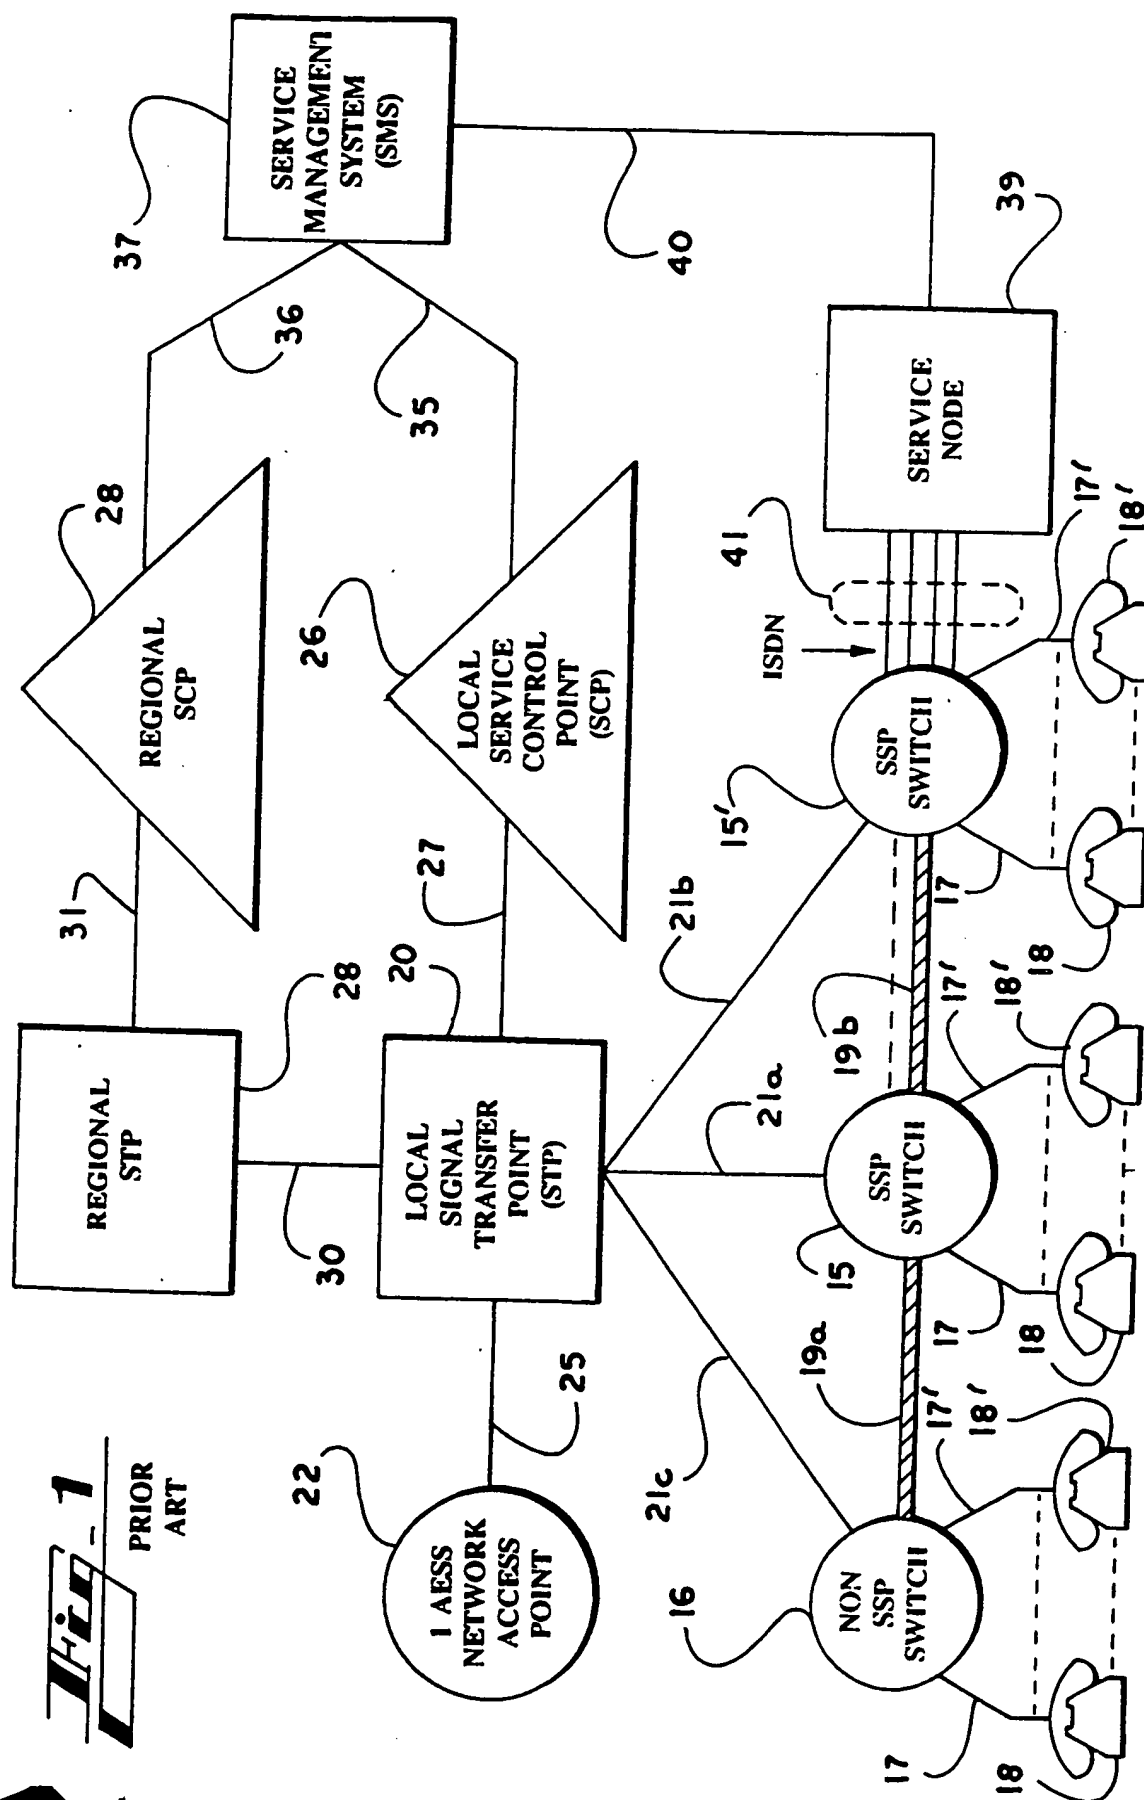 Fig-1
PRIOR
ART
REGIONAL
STP
28
31
REGIONAL
SCP
28
36
37
SERVICE
MANAGEMENT
SYSTEM
(SMS)
30
22
1 AESS
NETWORK
ACCESS
POINT
25
LOCAL
SIGNAL
TRANSFER
POINT
(STP)
20
27
26
LOCAL
SERVICE
CONTROL
POINT
(SCP)
35
40
21c
21a
21b
16
NON
SSP
SWITCH
19a
15
SSP
SWITCH
19b
15'
SSP
SWITCH
ISDN
41
SERVICE
NODE
39
17
17'
17
17'
17
17'
18
18'
18
18'
18
18'